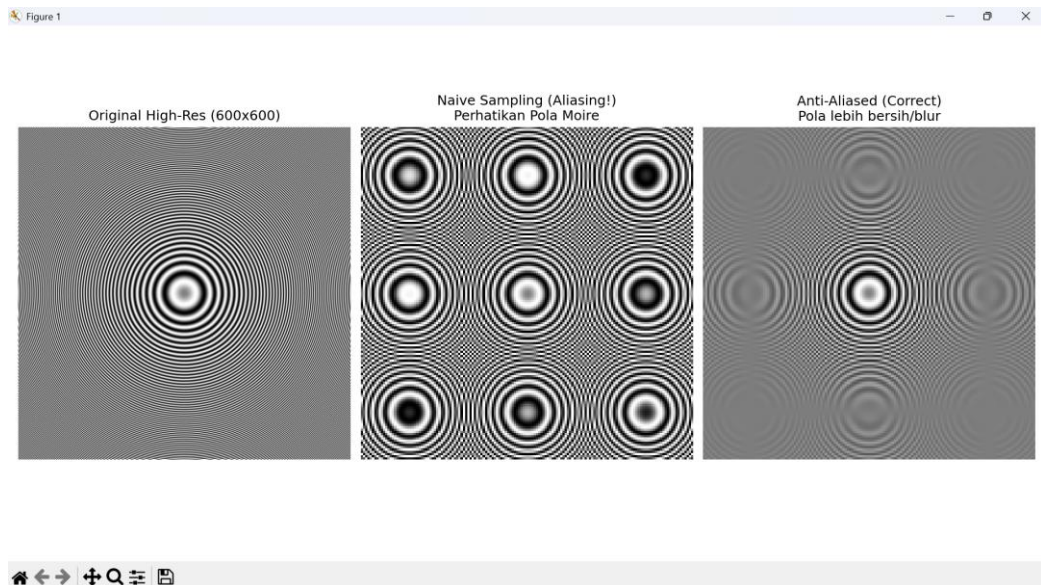 Figure 1
Original High-Res (600x600)
Naive Sampling (Aliasing!)
Perhatikan Pola Moire
Anti-Aliased (Correct)
Pola lebih bersih/blur